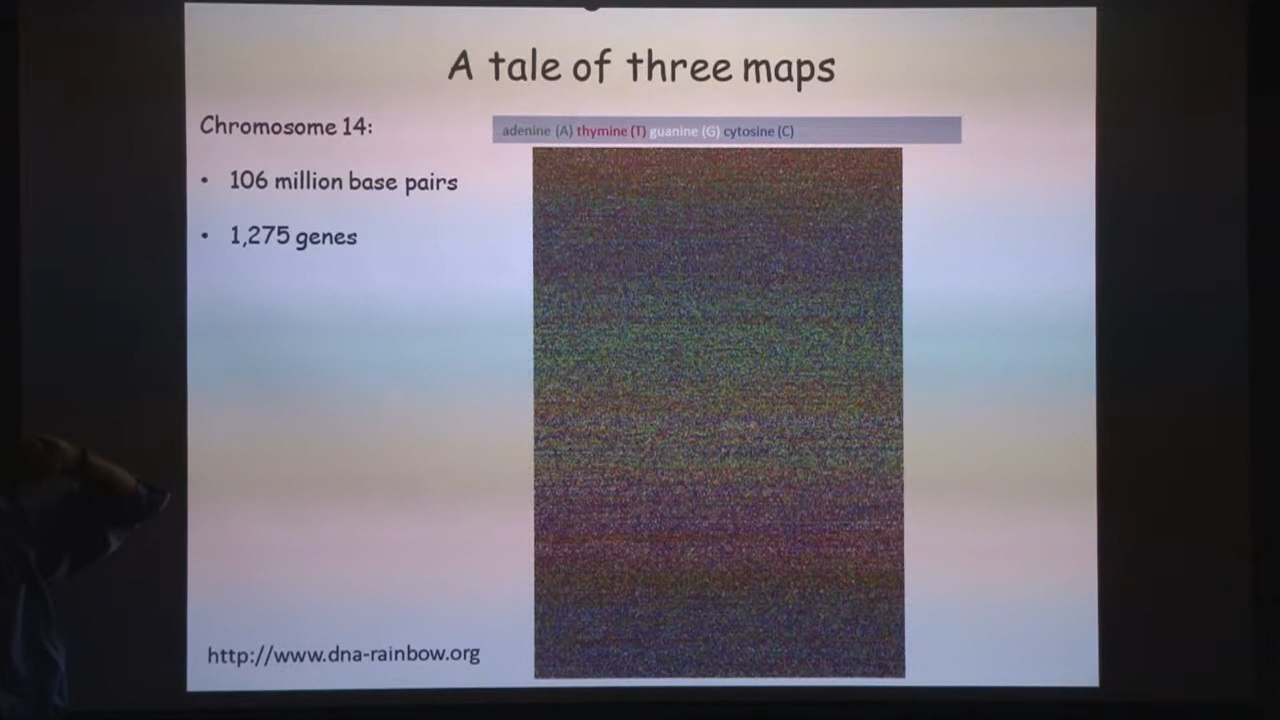 A tale of three maps
Chromosome 14:
• 106 million base pairs
• 1,275 genes
adenine (A) thymine (T) guanine (G) cytosine (C)
http://www.dna-rainbow.org